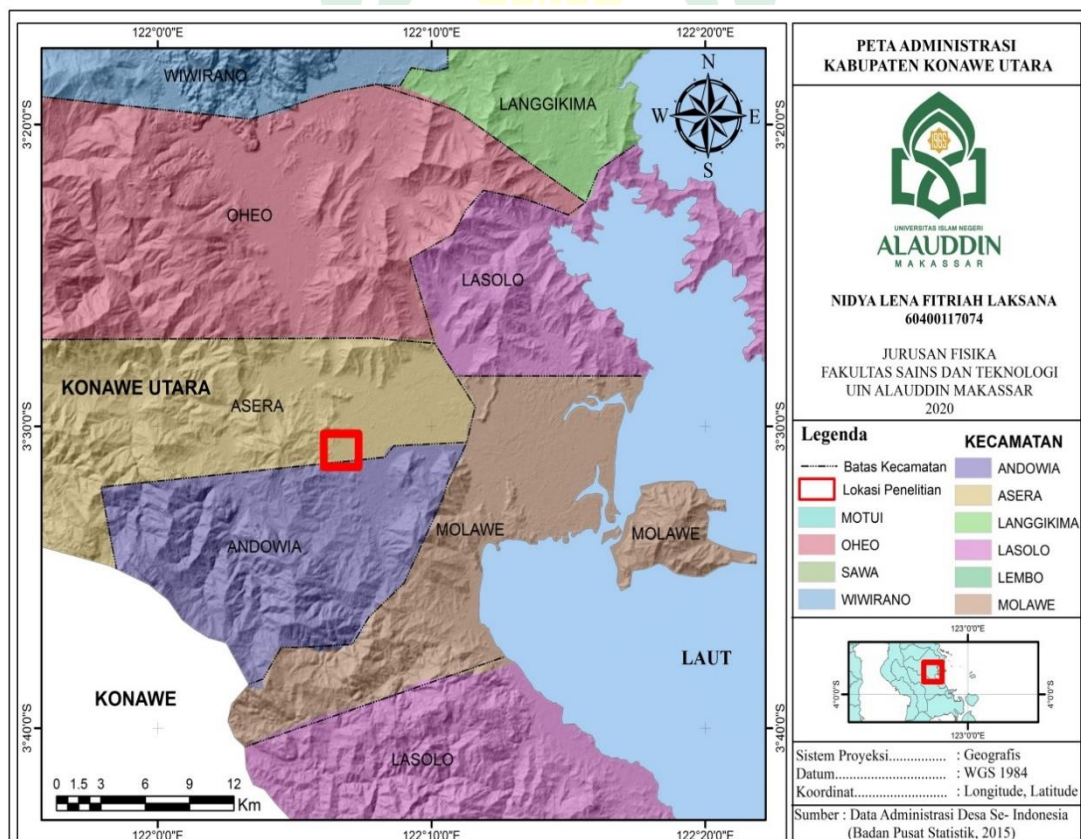 122°0'0"E
122°10'0"E
122°20'0"E
WIWIRANO
LANGGIKIMA
N
W
E
S
3°20'0"S
3°20'0"S
OHEO
LASOLO
KONAWE UTARA
ASERA
3°30'0"S
3°30'0"S
ANDOWIA
MOLAWE
MOLAWE
LAUT
KONAWE
3°40'0"S
3°40'0"S
LASOLO
0 1.5 3 6 9 12
Km
122°0'0"E
122°10'0"E
122°20'0"E
PETA ADMINISTRASI
KABUPATEN KONAWE UTARA
1965
UNIVERSITAS ISLAM NEGERI
ALAUDDIN
MAKASSAR
NIDYA LENA FITRIAH LAKSANA
60400117074
JURUSAN FISIKA
FAKULTAS SAINS DAN TEKNOLOGI
UIN ALAUDDIN MAKASSAR
2020
Legenda
Batas Kecamatan
Lokasi Penelitian
MOTUI
OHEO
SAWA
WIWIRANO
KECAMATAN
ANDOWIA
ASERA
LANGGIKIMA
LASOLO
LEMBO
MOLAWE
123°0'0"E
4°0'0"S
4°0'0"S
123°0'0"E
Sistem Proyeksi................ : Geografis
Datum............................. : WGS 1984
Koordinat........................ : Longitude, Latitude
Sumber : Data Administrasi Desa Se- Indonesia
(Badan Pusat Statistik, 2015)